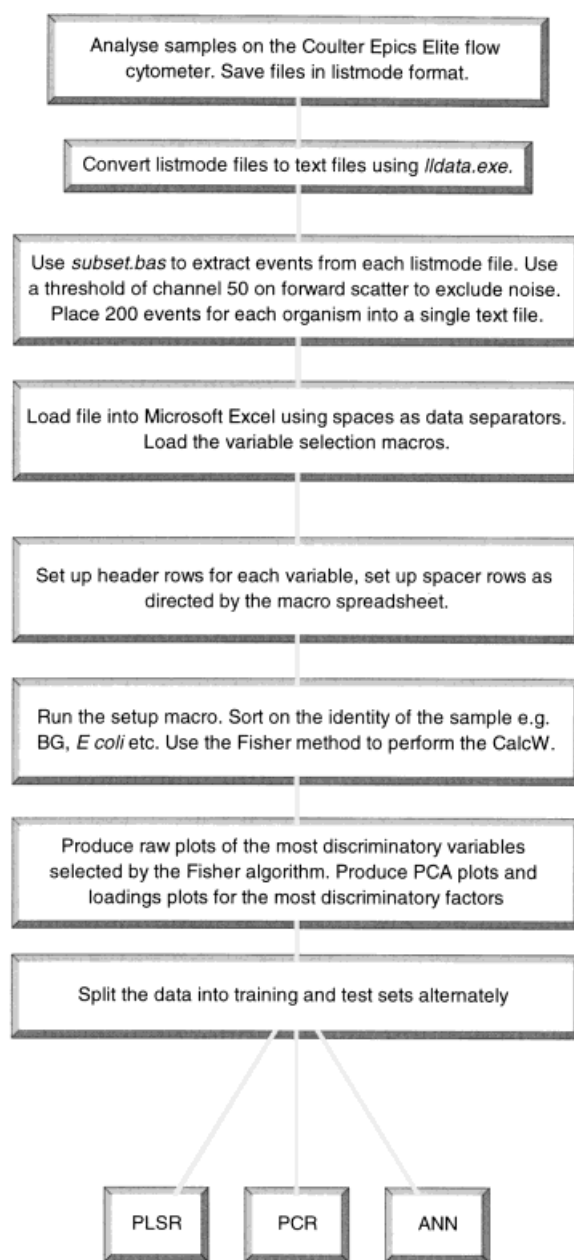 Analyse samples on the Coulter Epics Elite flow
cytometer. Save files in listmode format.
Convert listmode files to text files using lldata.exe.
Use subset.bas to extract events from each listmode file. Use
a threshold of channel 50 on forward scatter to exclude noise.
Place 200 events for each organism into a single text file.
Load file into Microsoft Excel using spaces as data separators.
Load the variable selection macros.
Set up header rows for each variable, set up spacer rows as
directed by the macro spreadsheet.
Run the setup macro. Sort on the identity of the sample e.g.
BG, E coli etc. Use the Fisher method to perform the CalcW.
Produce raw plots of the most discriminatory variables
selected by the Fisher algorithm. Produce PCA plots and
loadings plots for the most discriminatory factors
Split the data into training and test sets alternately
PLSR
PCR
ANN